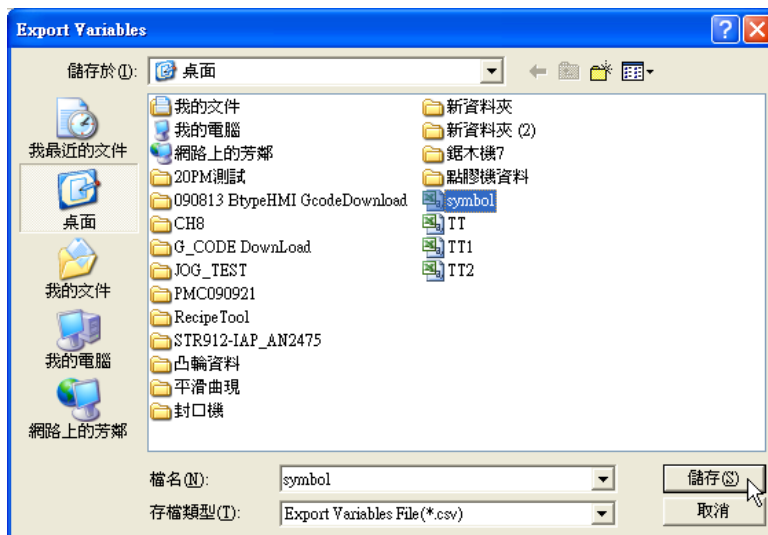 Export Variables
儲存於(I):
桌面
我最近的文件
桌面
我的文件
我的電腦
網路上的芳鄰
我的文件
我的電腦
網路上的芳鄰
20PM測試
090813 BtypeHMI GcodeDownload
CH8
G_CODE DownLoad
JOG_TEST
PMC090921
RecipeTool
STR912-IAP_AN2475
凸輪資料
平滑曲現
封口機
新資料夾
新資料夾 (2)
鋸木機7
點膠機資料
symbol
TT
TT1
TT2
檔名(N):
symbol
儲存(S)
存檔類型(T):
Export Variables File(*.csv)
取消